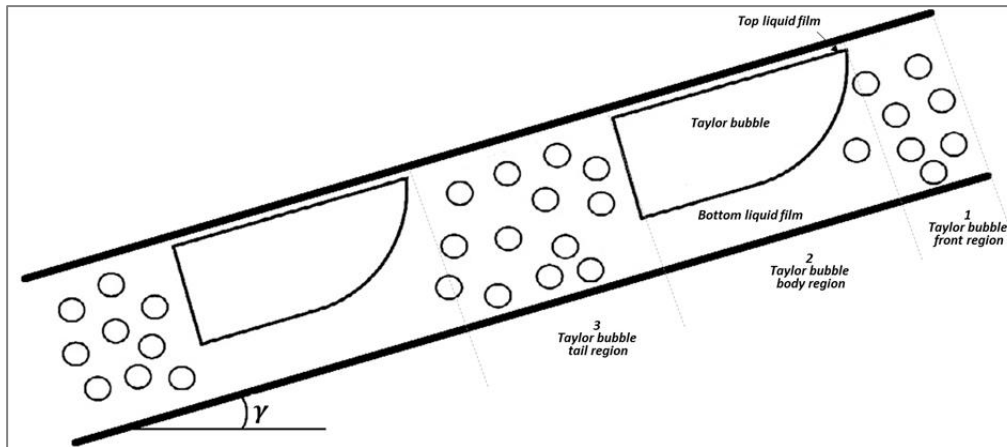 Top liquid film
Taylor bubble
Bottom liquid film
1
Taylor bubble
front region
2
Taylor bubble
body region
3
Taylor bubble
tail region
γ